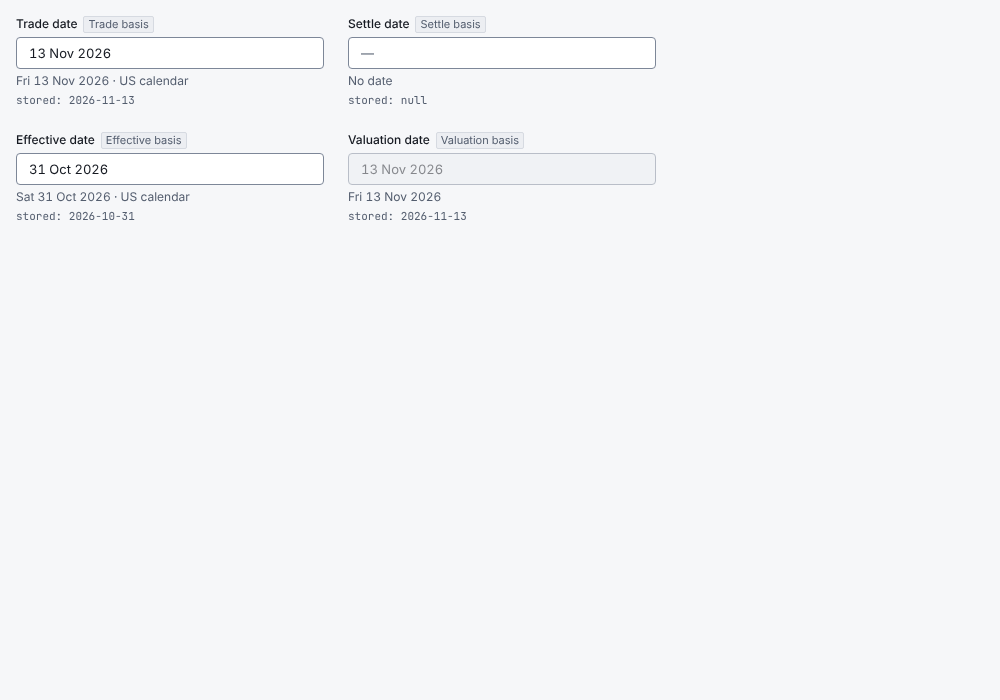 Trade date Trade basis
13 Nov 2026
Fri 13 Nov 2026 · US calendar
stored: 2026-11-13
Settle date Settle basis
—
No date
stored: null
Effective date Effective basis
31 Oct 2026
Sat 31 Oct 2026 · US calendar
stored: 2026-10-31
Valuation date Valuation basis
13 Nov 2026
Fri 13 Nov 2026
stored: 2026-11-13